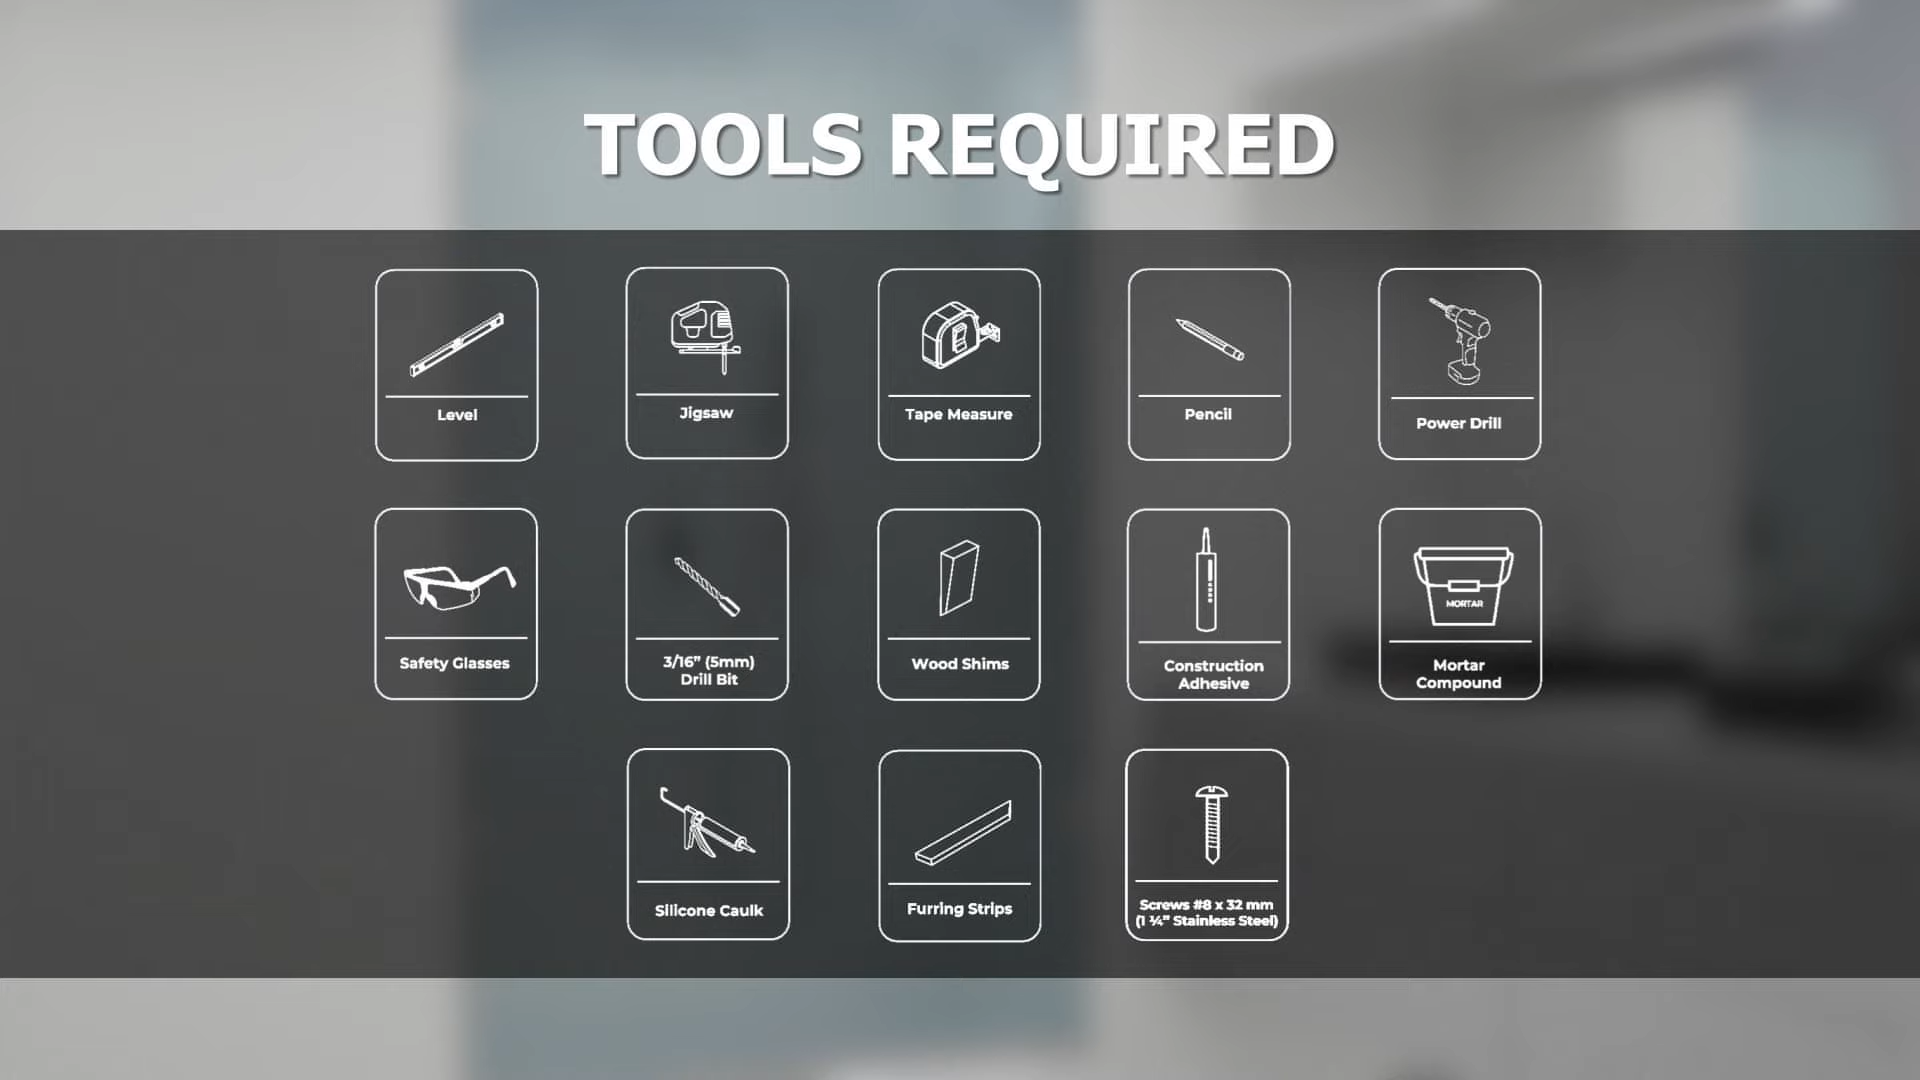 TOOLS REQUIRED
Level
Jigsaw
Tape Measure
Pencil
Power Drill
Safety Glasses
3/16” (5mm)
Drill Bit
Wood Shims
Construction
Adhesive
MORTAR
Mortar
Compound
Silicone Caulk
Furring Strips
Screws #8 x 32 mm
(1 ¼” Stainless Steel)